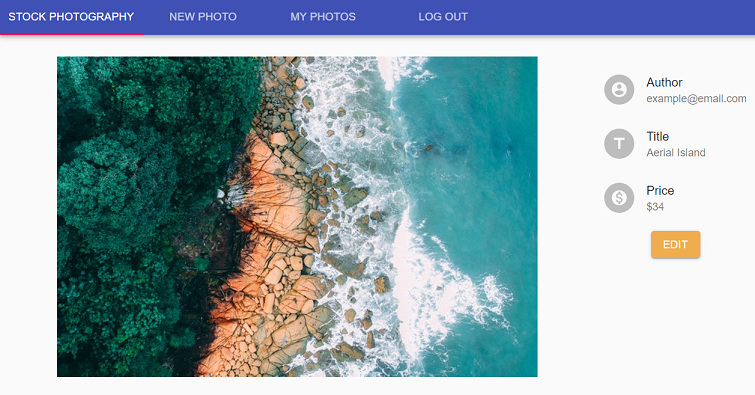 STOCK PHOTOGRAPHY NEW PHOTO MY PHOTOS LOG OUT
Author
example@email.com
Title
Aerial Island
Price
$34
EDIT